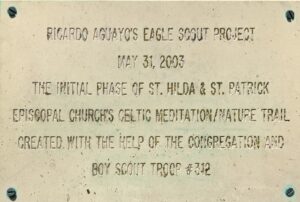 RICARDO AGUAYO'S EAGLE SCOUT PROJECT
MAY 31, 2003
THE INITIAL PHASE OF ST. HILDA & ST. PATRICK
EPISCOPAL CHURCH'S CELTIC MEDITATION/NATURE TRAIL
CREATED WITH THE HELP OF THE CONGREGATION AND
BOY SCOUT TROOP #312